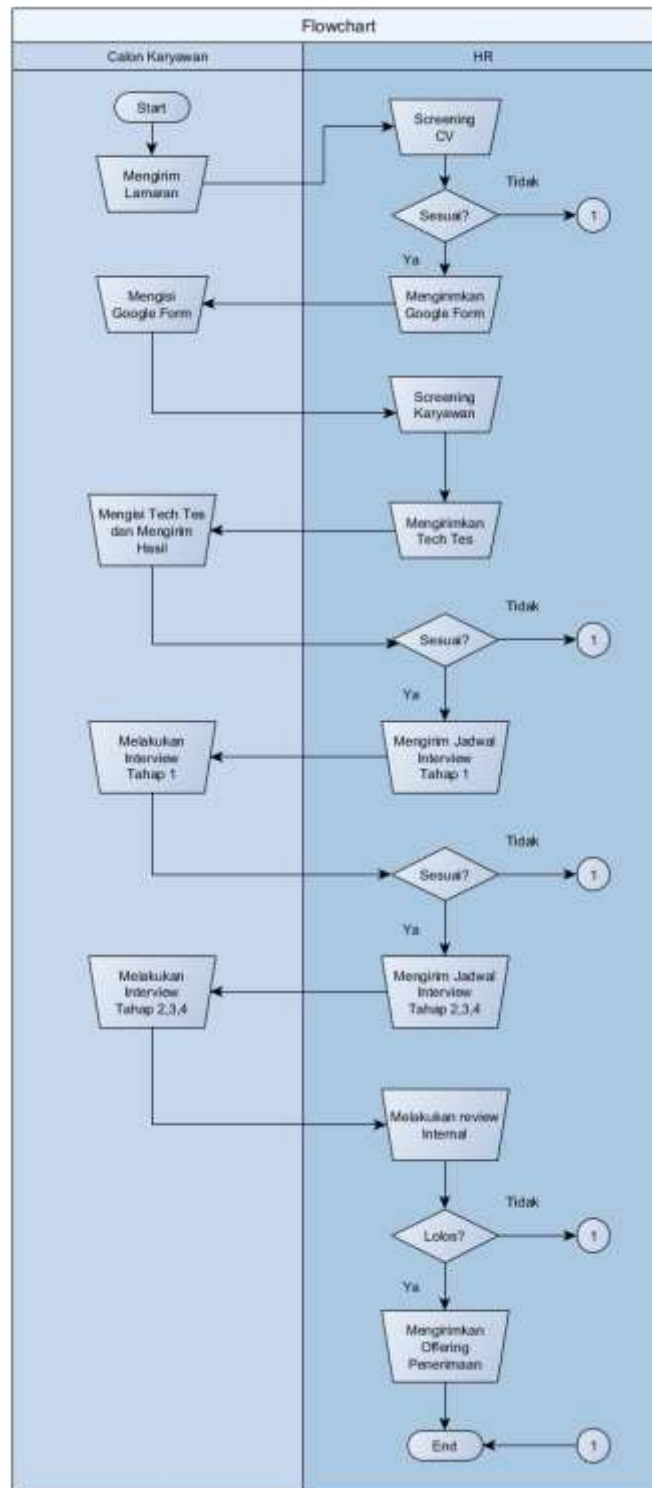 Flowchart
Calon Karyawan
HR
Start
Screening
CV
Mengirim
Lamaran
Tidak
Sesuai?
1
Ya
Mengisi
Google Form
Mengirimkan
Google Form
Screening
Karyawan
Mengisi Tech Tes
dan Mengirim
Hasil
Mengirimkan
Tech Tes
Tidak
Sesuai?
1
Ya
Melakukan
Interview
Tahap 1
Mengirim Jadwal
Interview
Tahap 1
Tidak
Sesuai?
1
Ya
Melakukan
Interview
Tahap 2,3,4
Mengirim Jadwal
Interview
Tahap 2,3,4
Melakukan review
Internal
Tidak
Lolos?
1
Ya
Mengirimkan
Offering
Penerimaan
End
1